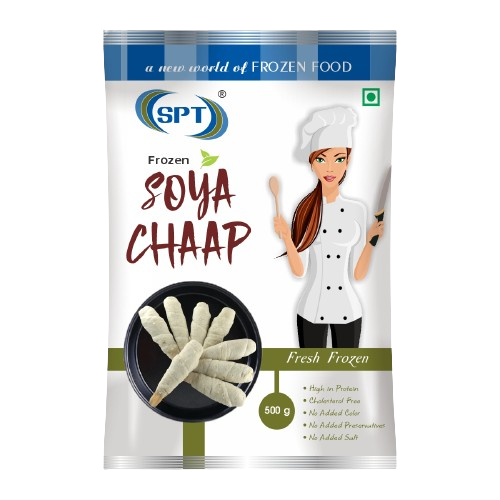 a new world of FROZEN FOOD
SPT®
Frozen
SOYA
CHAAP
Fresh Frozen
500 g
• High in Protein
• Cholestrol Free
• No Added Color
• No Added Preservatives
• No Added Salt